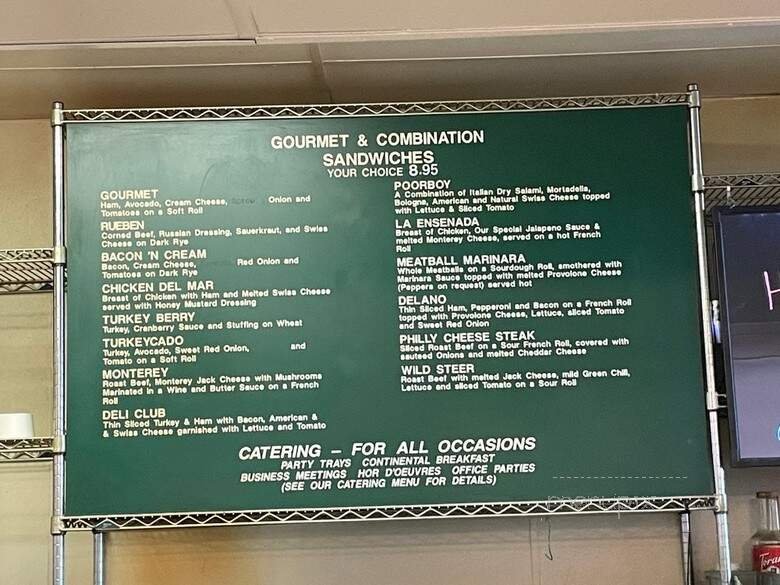 GOURMET & COMBINATION
SANDWICHES
YOUR CHOICE 8.95
GOURMET
Ham, Avocado, Cream Cheese, Onion and
Tomatoes on a Soft Roll
RUEBEN
Corned Beef, Russian Dressing, Sauerkraut, and Swiss
Cheese on Dark Rye
BACON 'N CREAM
Bacon, Cream Cheese, Red Onion and
Tomatoes on Dark Rye
CHICKEN DEL MAR
Breast of Chicken with Ham and Melted Swiss Cheese
served with Honey Mustard Dressing
TURKEY BERRY
Turkey, Cranberry Sauce and Stuffing on Wheat
TURKEYCADO
Turkey, Avocado, Sweet Red Onion, and
Tomato on a Soft Roll
MONTEREY
Roast Beef, Monterey Jack Cheese with Mushrooms
Marinated in a Wine and Butter Sauce on a French
Roll
DELI CLUB
Thin Sliced Turkey & Ham with Bacon, American &
& Swiss Cheese garnished with Lettuce and Tomato
POORBOY
A Combination of Italian Dry Salami, Mortadella,
Bologna, American and Natural Swiss Cheese topped
with Lettuce & Sliced Tomato
LA ENSENADA
Breast of Chicken, Our Special Jalapeno Sauce &
melted Monterey Cheese, served on a hot French
Roll
MEATBALL MARINARA
Whole Meatballs on a Sourdough Roll, smothered with
Marinara Sauce topped with melted Provolone Cheese
(Peppers on request) served hot
DELANO
Thin Sliced Ham, Pepperoni and Bacon on a French Roll
topped with Provolone Cheese, Lettuce, sliced Tomato
and Sweet Red Onion
PHILLY CHEESE STEAK
Sliced Roast Beef on a Sour French Roll, covered with
sauteed Onions and melted Cheddar Cheese
WILD STEER
Roast Beef with melted Jack Cheese, mild Green Chili,
Lettuce and sliced Tomato on a Sour Roll
CATERING – FOR ALL OCCASIONS
PARTY TRAYS CONTINENTAL BREAKFAST
BUSINESS MEETINGS HOR D'OEUVRES OFFICE PARTIES
(SEE OUR CATERING MENU FOR DETAILS)